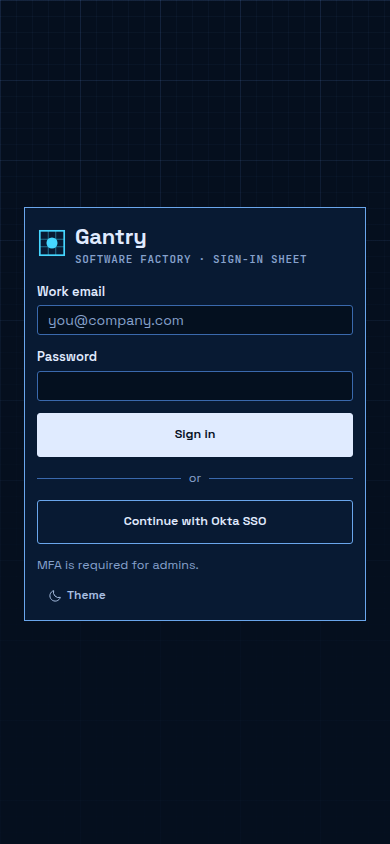 Gantry
SOFTWARE FACTORY · SIGN-IN SHEET
Work email
you@company.com
Password
Sign in
or
Continue with Okta SSO
MFA is required for admins.
Theme